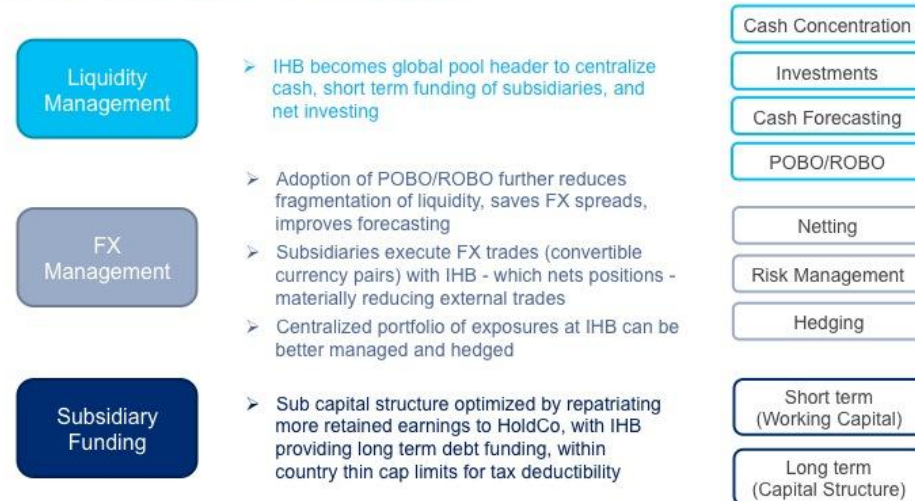 Liquidity
Management
➢ IHB becomes global pool header to centralize
cash, short term funding of subsidiaries, and
net investing
Cash Concentration
Investments
Cash Forecasting
POBO/ROBO
FX
Management
➢ Adoption of POBO/ROBO further reduces
fragmentation of liquidity, saves FX spreads,
improves forecasting
➢ Subsidiaries execute FX trades (convertible
currency pairs) with IHB - which nets positions -
materially reducing external trades
➢ Centralized portfolio of exposures at IHB can be
better managed and hedged
Netting
Risk Management
Hedging
Subsidiary
Funding
➢ Sub capital structure optimized by repatriating
more retained earnings to HoldCo, with IHB
providing long term debt funding, within
country thin cap limits for tax deductibility
Short term
(Working Capital)
Long term
(Capital Structure)